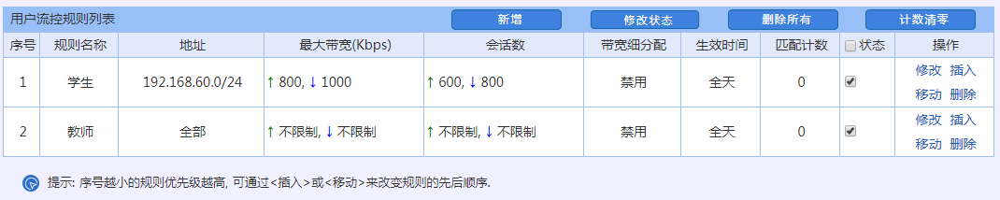 用户流控规则列表 新增 修改状态 删除所有 计数清零
序号 规则名称 地址 最大带宽(Kbps) 会话数 带宽细分配 生效时间 匹配计数 状态 操作
1 学生 192.168.60.0/24 ↑ 800, ↓ 1000 ↑ 600, ↓ 800 禁用 全天 0 修改 插入
移动 删除
2 教师 全部 ↑ 不限制, ↓ 不限制 ↑ 不限制, ↓ 不限制 禁用 全天 0 修改 插入
移动 删除
提示: 序号越小的规则优先级越高, 可通过<插入>或<移动>来改变规则的先后顺序.